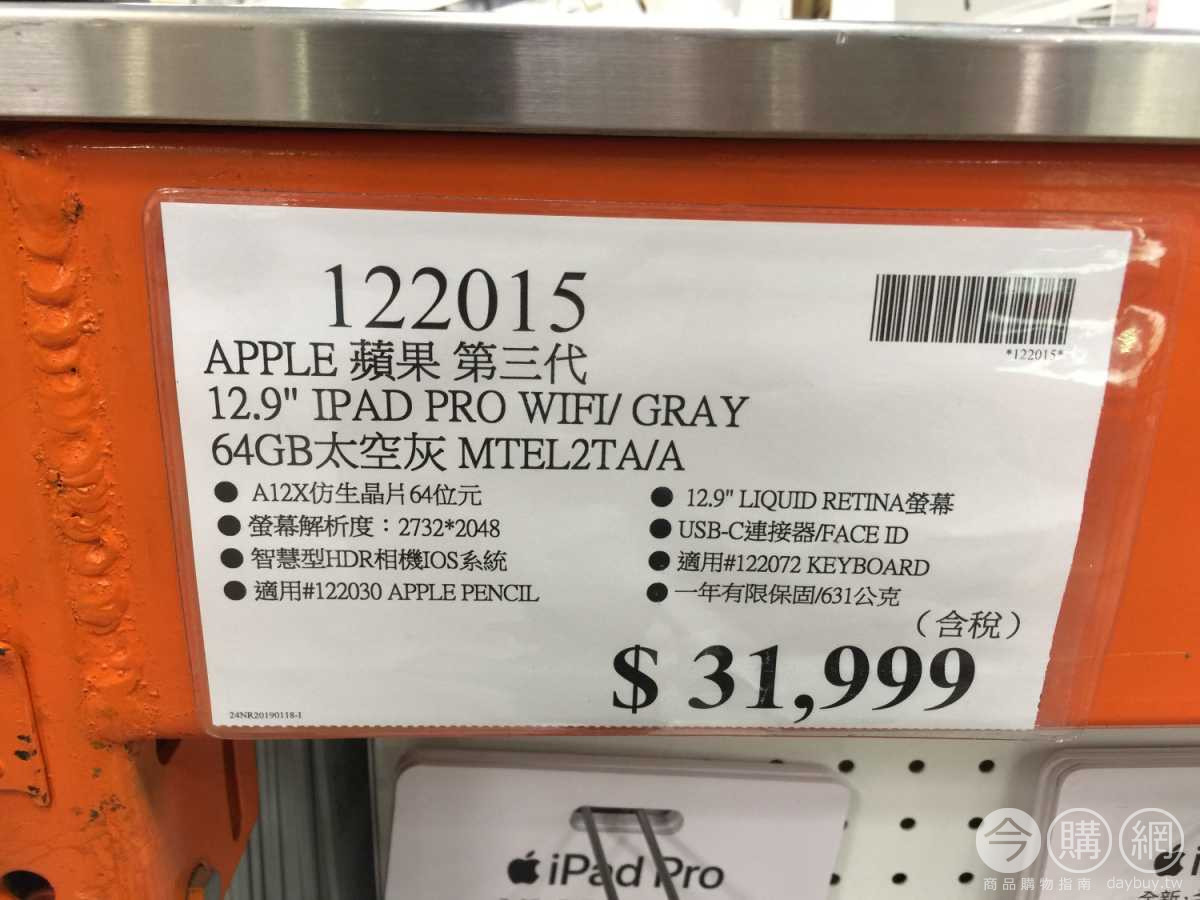 122015
*122015*
APPLE 蘋果 第三代
12.9" IPAD PRO WIFI/ GRAY
64GB太空灰 MTEL2TA/A
● A12X仿生晶片64位元
● 螢幕解析度：2732*2048
● 智慧型HDR相機IOS系統
● 適用#122030 APPLE PENCIL
● 12.9" LIQUID RETINA螢幕
● USB-C連接器/FACE ID
● 適用#122072 KEYBOARD
● 一年有限保固/631公克
（含稅）
$ 31,999
24NR20190118-1
iPad Pro
今購網
商品購物指南 daybuy.tw